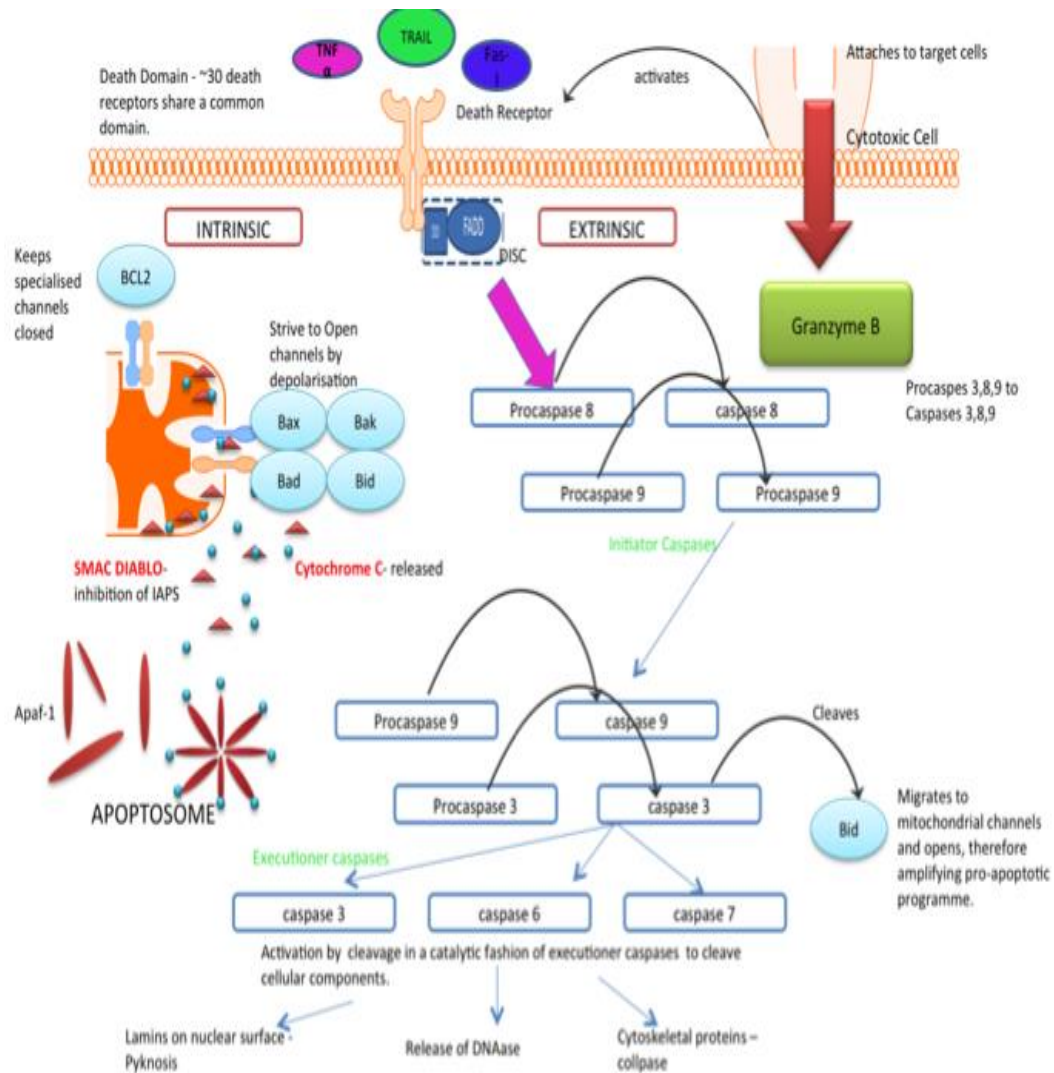 TNF
α
TRAIL
Fas-
l
Attaches to target cells
Death Domain - ~30 death
receptors share a common
domain.
activates
Death Receptor
Cytotoxic Cell
INTRINSIC
FADD
EXTRINSIC
DISC
Keeps
specialised
channels
closed
BCL2
Granzyme B
Strive to Open
channels by
depolarisation
Bax
Bak
Bad
Bid
Procaspase 8
caspase 8
Procaspes 3,8,9 to
Caspases 3,8,9
Procaspase 9
Procaspase 9
Initiator Caspases
SMAC DIABLO-
inhibition of IAPS
Cytochrome C- released
Apaf-1
APOPTOSOME
Procaspase 9
caspase 9
Cleaves
Procaspase 3
caspase 3
Bid
Migrates to
mitochondrial channels
and opens, therefore
amplifying pro-apoptotic
programme.
Executioner caspases
caspase 3
caspase 6
caspase 7
Activation by cleavage in a catalytic fashion of executioner caspases to cleave
cellular components.
Lamins on nuclear surface -
Pyknosis
Release of DNAase
Cytoskeletal proteins –
collpase